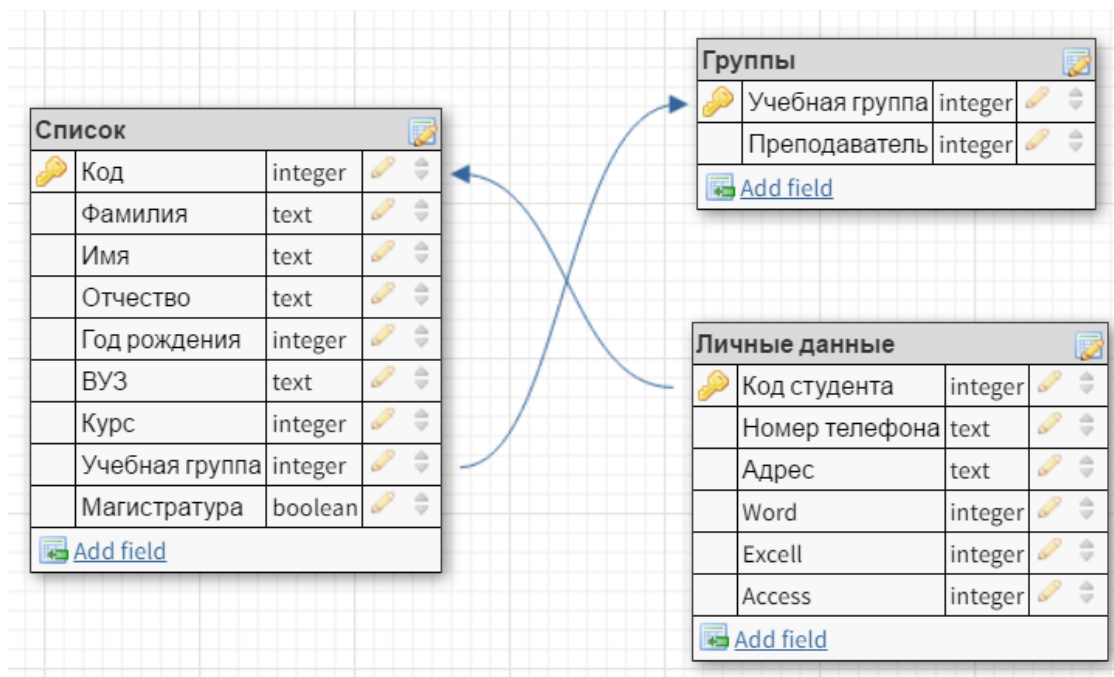 Список
Код integer
Фамилия text
Имя text
Отчество text
Год рождения integer
ВУЗ text
Курс integer
Учебная группа integer
Магистратура boolean
Add field
Группы
Учебная группа integer
Преподаватель integer
Add field
Личные данные
Код студента integer
Номер телефона text
Адрес text
Word integer
Excell integer
Access integer
Add field